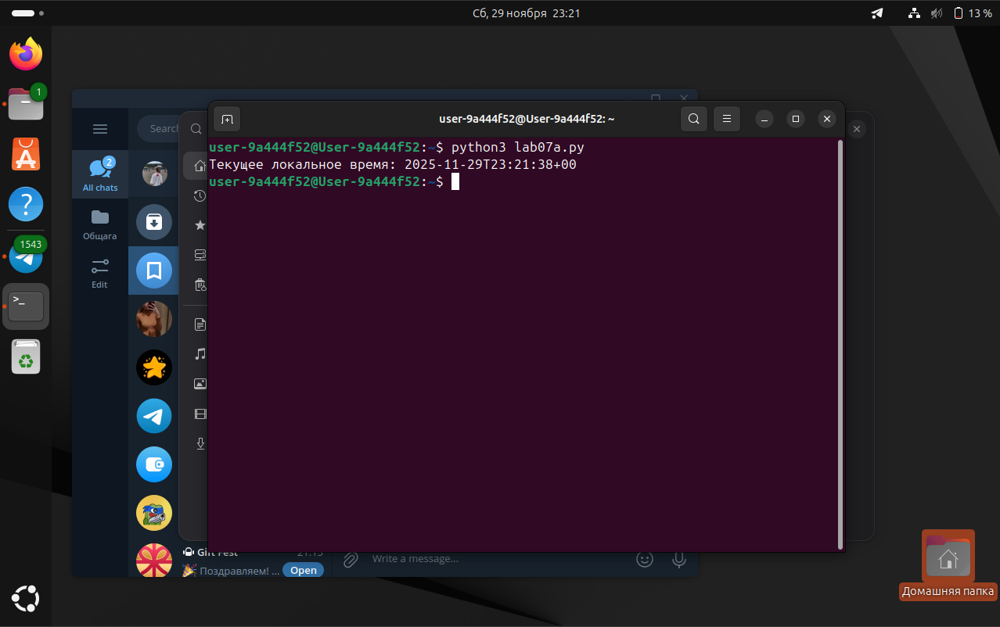 Сб, 29 ноября 23:21
13 %
1
user-9a444f52@User-9a444f52: ~
Search
user-9a444f52@User-9a444f52:~$ python3 lab07a.py
Текущее локальное время: 2025-11-29T23:21:38+00
user-9a444f52@User-9a444f52:~$
2
All chats
Общага
1543
Edit
>_
Gift Fest 21:15
Write a message...
Поздравляем! ... Open
Домашняя папка